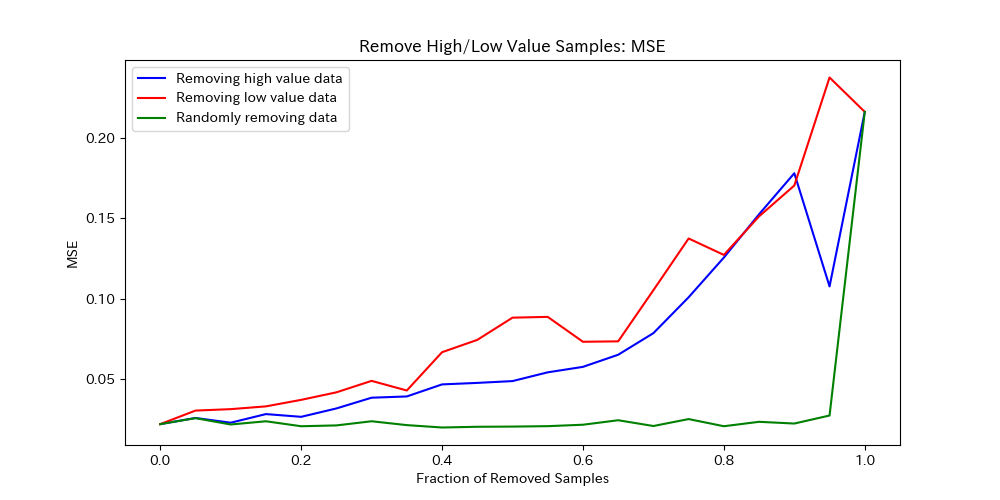 Remove High/Low Value Samples: MSE
Removing high value data
Removing low value data
Randomly removing data
0.20
0.15
0.10
0.05
MSE
0.0 0.2 0.4 0.6 0.8 1.0
Fraction of Removed Samples